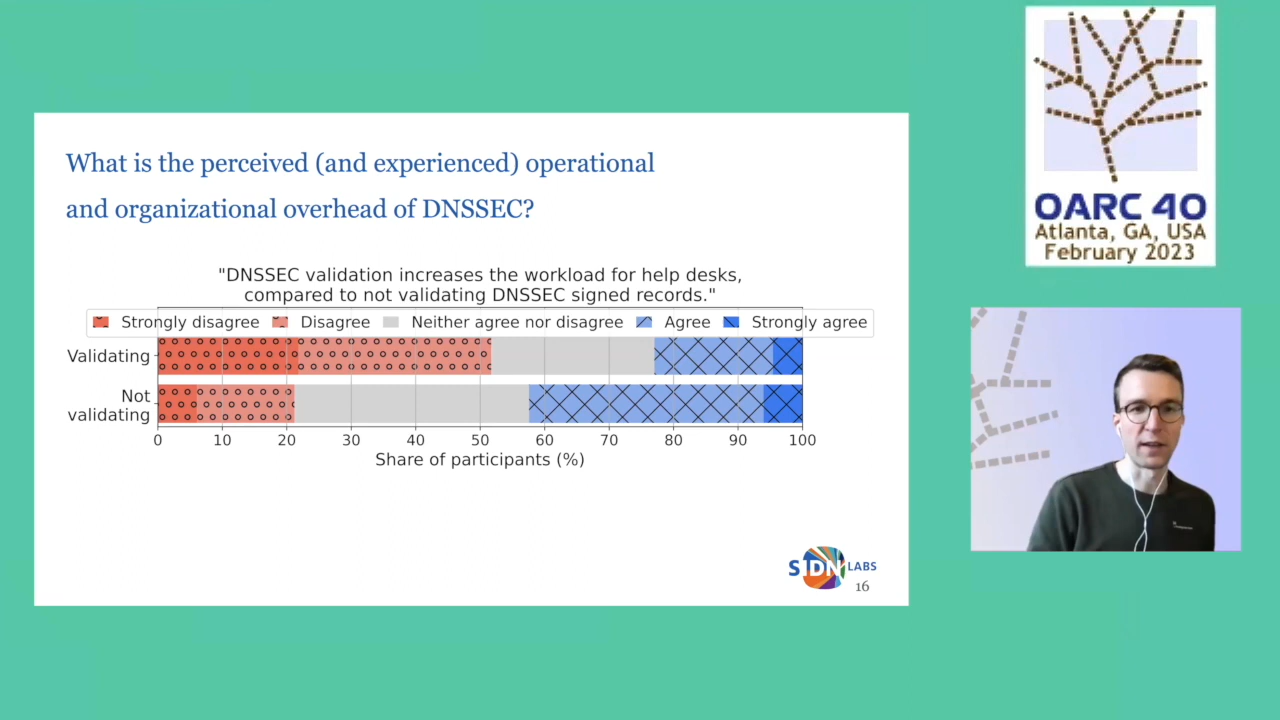 What is the perceived (and experienced) operational
and organizational overhead of DNSSEC?
"DNSSEC validation increases the workload for help desks,
compared to not validating DNSSEC signed records."
Strongly disagree Disagree Neither agree nor disagree Agree Strongly agree
Validating
Not
validating
0 10 20 30 40 50 60 70 80 90 100
Share of participants (%)
SIDN LABS
16
OARC 40
Atlanta, GA, USA
February 2023